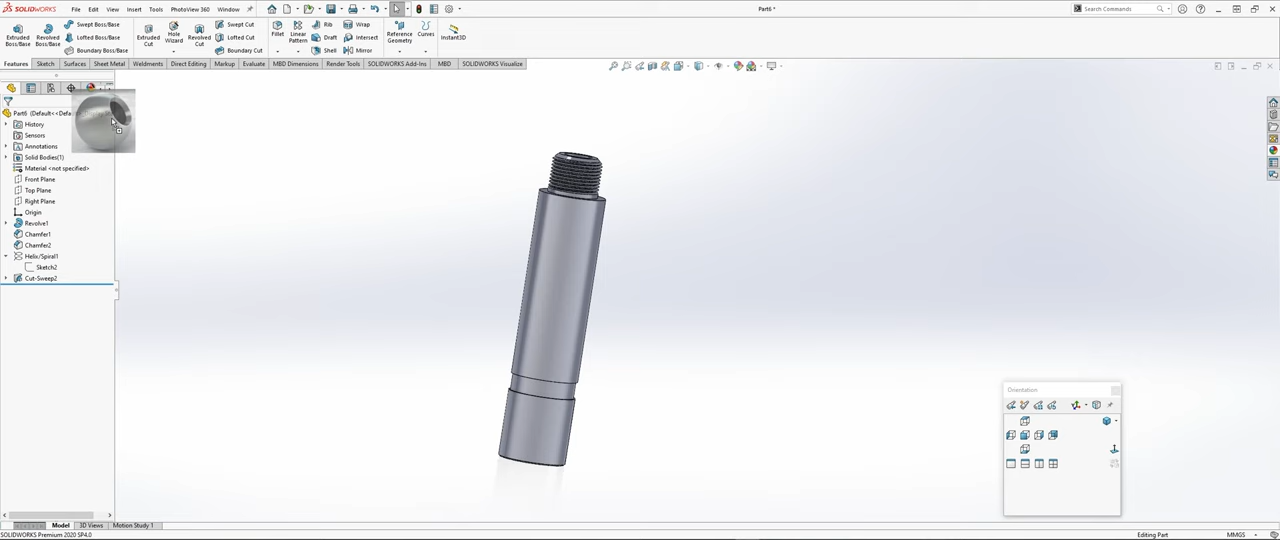 SOLIDWORKS File Edit View Insert Tools PhotoView 360 Window Part6 * Search Commands
Extruded Boss/Base Revolved Boss/Base Swept Boss/Base Lofted Boss/Base Boundary Boss/Base Extruded Cut Hole Wizard Revolved Cut Swept Cut Lofted Cut Boundary Cut Fillet Linear Pattern Rib Draft Shell Wrap Intersect Mirror Reference Geometry Curves Instant3D
Features Sketch Surfaces Sheet Metal Weldments Direct Editing Markup Evaluate MBD Dimensions Render Tools SOLIDWORKS Add-Ins MBD SOLIDWORKS Visualize
Part6 (Default<<Def
History
Sensors
Annotations
Solid Bodies(1)
Material <not specified>
Front Plane
Top Plane
Right Plane
Origin
Revolve1
Chamfer1
Chamfer2
Helix/Spiral1
Sketch2
Cut-Sweep2
Orientation
Model 3D Views Motion Study 1
SOLIDWORKS Premium 2020 SP4.0 Editing Part MMGS